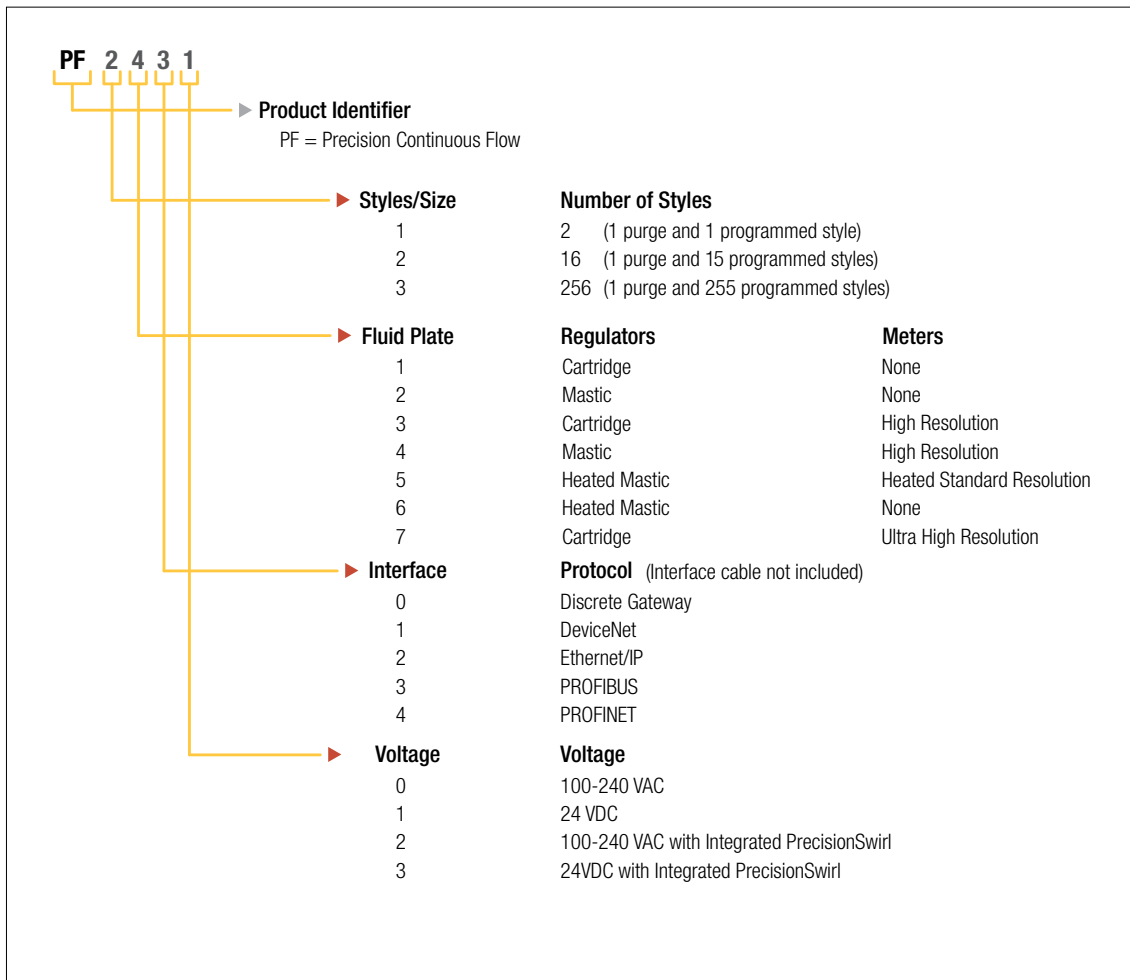 PF 2 4 3 1
Product Identifier
PF = Precision Continuous Flow
Styles/Size Number of Styles
1 2 (1 purge and 1 programmed style)
2 16 (1 purge and 15 programmed styles)
3 256 (1 purge and 255 programmed styles)
Fluid Plate Regulators Meters
1 Cartridge None
2 Mastic None
3 Cartridge High Resolution
4 Mastic High Resolution
5 Heated Mastic Heated Standard Resolution
6 Heated Mastic None
7 Cartridge Ultra High Resolution
Interface Protocol (Interface cable not included)
0 Discrete Gateway
1 DeviceNet
2 Ethernet/IP
3 PROFIBUS
4 PROFINET
Voltage Voltage
0 100-240 VAC
1 24 VDC
2 100-240 VAC with Integrated PrecisionSwirl
3 24VDC with Integrated PrecisionSwirl